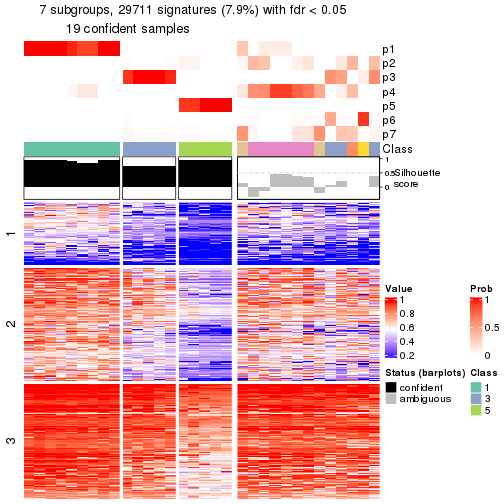 7 subgroups, 29711 signatures (7.9%) with fdr < 0.05
19 confident samples
p1
p2
p3
p4
p5
p6
p7
Class
1
0.5
0
Silhouette
score
1
2
3
Value
1
0.8
0.6
0.4
0.2
Prob
1
0.5
0
Status (barplots)
confident
ambiguous
Class
1
3
5